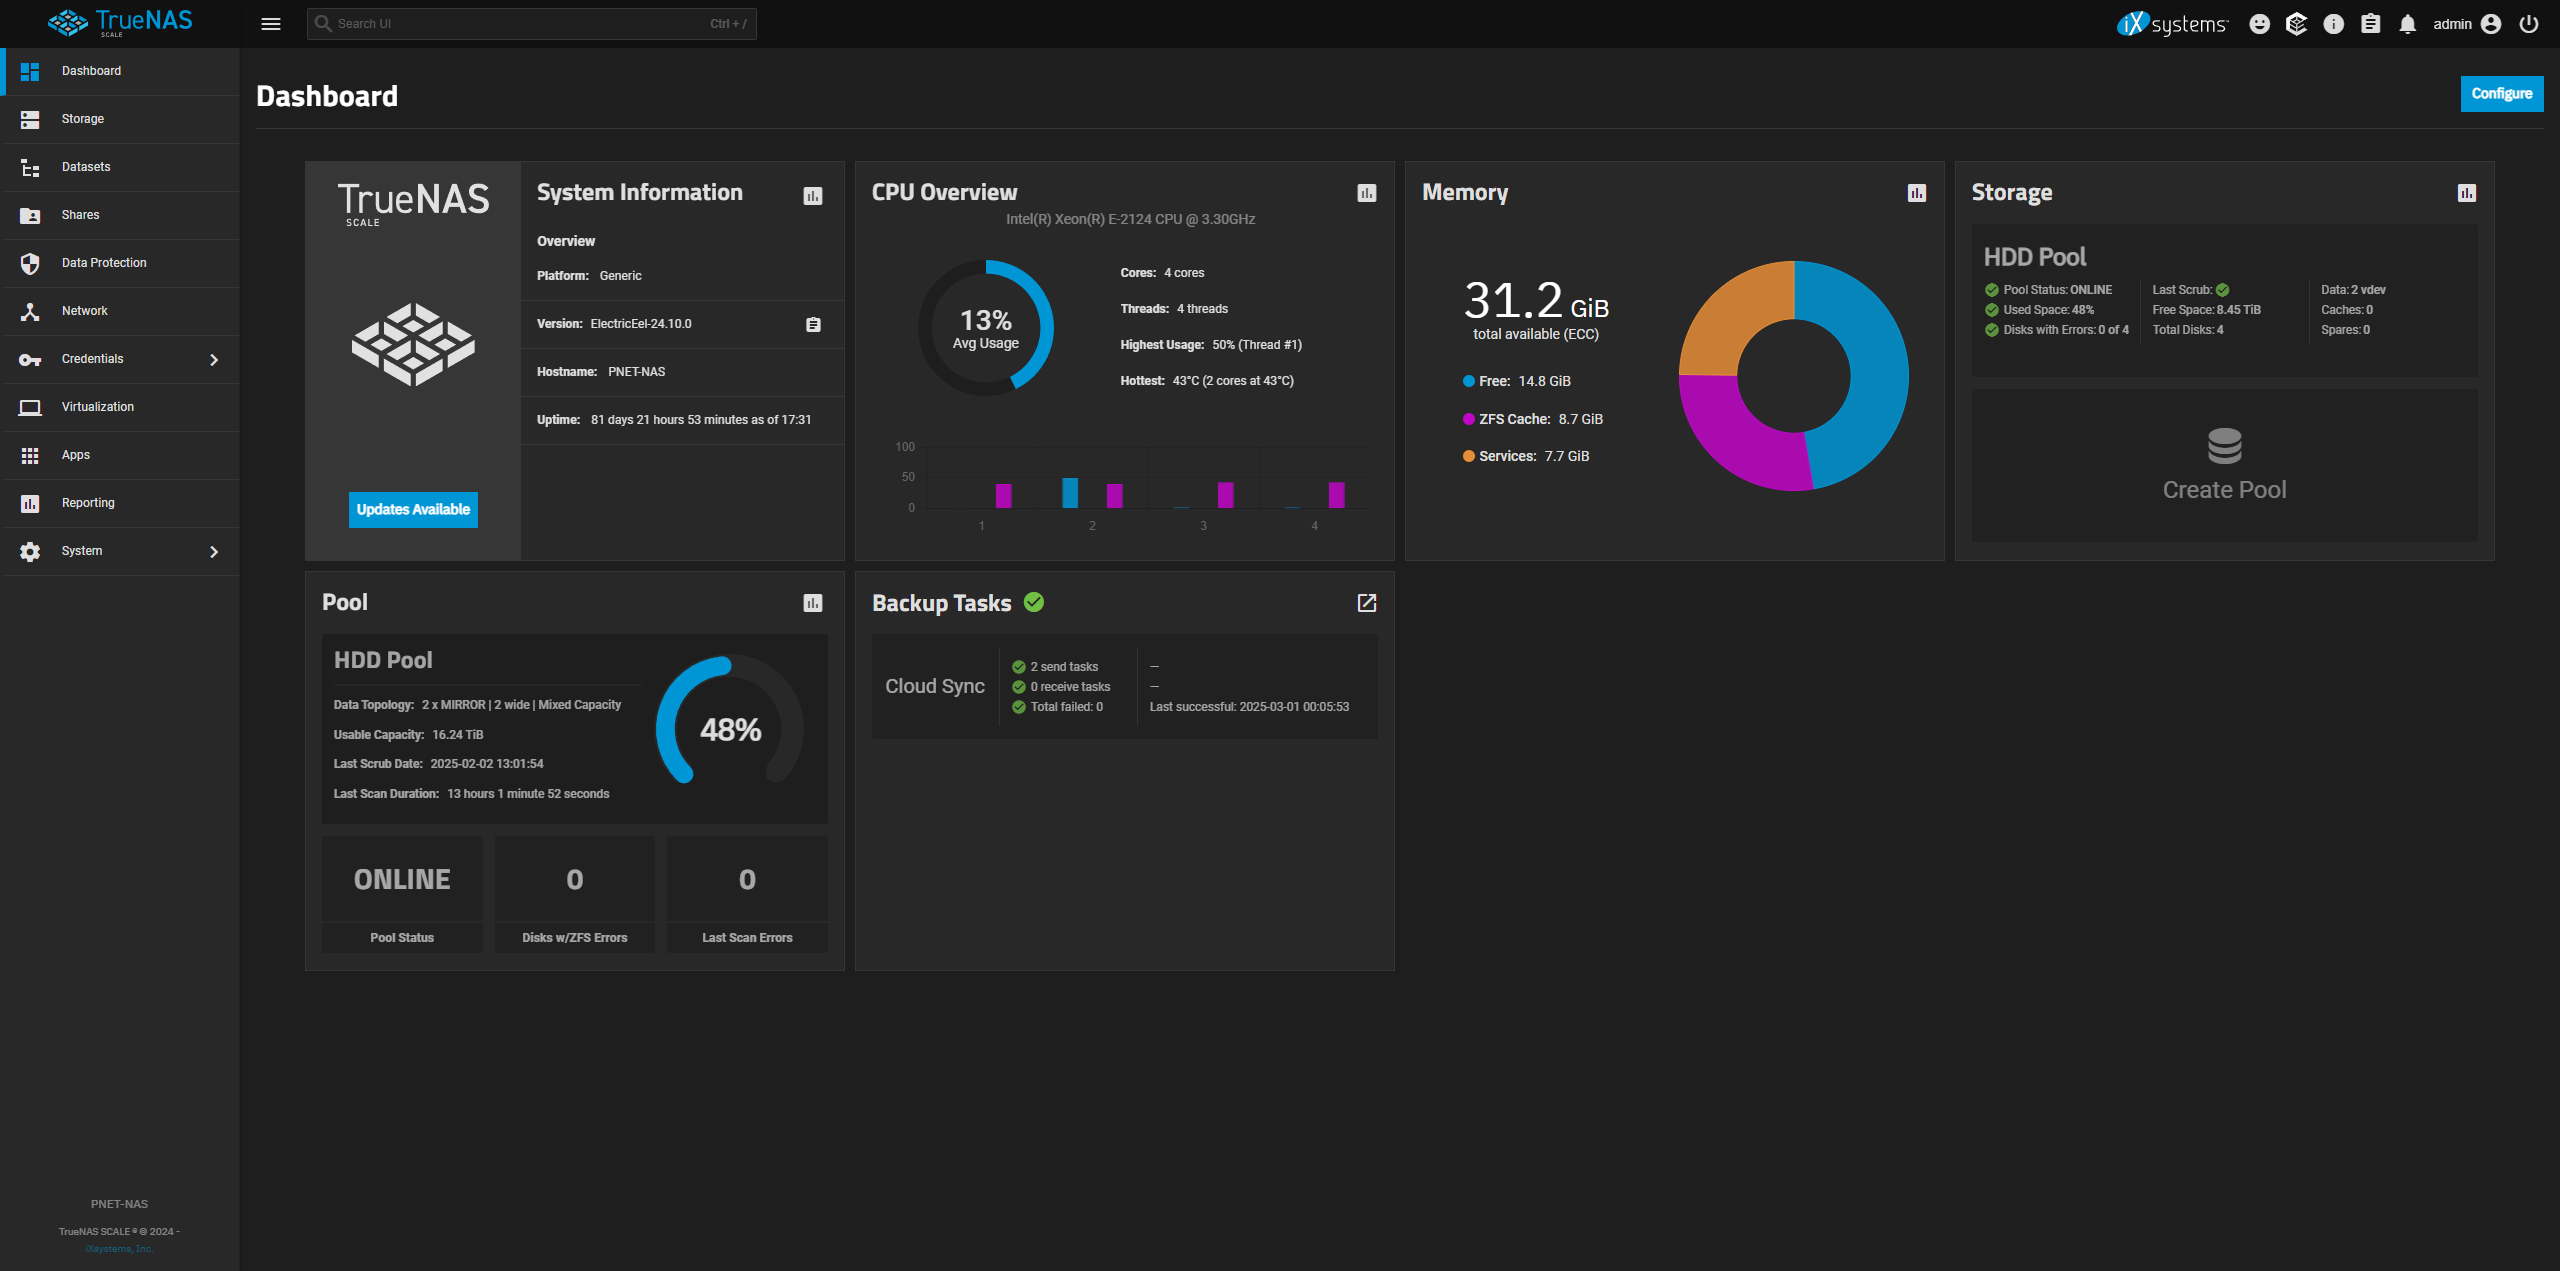 TrueNAS
SCALE
Search UI
Ctrl + /
iXsystems
admin
Dashboard
Storage
Datasets
Shares
Data Protection
Network
Credentials
Virtualization
Apps
Reporting
System
PNET-NAS
TrueNAS SCALE ® © 2024 -
iXsystems, Inc.
Dashboard
Configure
TrueNAS
SCALE
Updates Available
System Information
Overview
Platform: Generic
Version: ElectricEel-24.10.0
Hostname: PNET-NAS
Uptime: 81 days 21 hours 53 minutes as of 17:31
CPU Overview
Intel(R) Xeon(R) E-2124 CPU @ 3.30GHz
13%
Avg Usage
Cores: 4 cores
Threads: 4 threads
Highest Usage: 50% (Thread #1)
Hottest: 43°C (2 cores at 43°C)
100
50
0
1 2 3 4
Memory
31.2 GiB
total available (ECC)
Free: 14.8 GiB
ZFS Cache: 8.7 GiB
Services: 7.7 GiB
Storage
HDD Pool
Pool Status: ONLINE
Used Space: 48%
Disks with Errors: 0 of 4
Last Scrub:
Free Space: 8.45 TiB
Total Disks: 4
Data: 2 vdev
Caches: 0
Spares: 0
Create Pool
Pool
HDD Pool
Data Topology: 2 x MIRROR | 2 wide | Mixed Capacity
Usable Capacity: 16.24 TiB
Last Scrub Date: 2025-02-02 13:01:54
Last Scan Duration: 13 hours 1 minute 52 seconds
48%
ONLINE
Pool Status
0
Disks w/ZFS Errors
0
Last Scan Errors
Backup Tasks
Cloud Sync
2 send tasks
0 receive tasks
Total failed: 0
—
—
Last successful: 2025-03-01 00:05:53